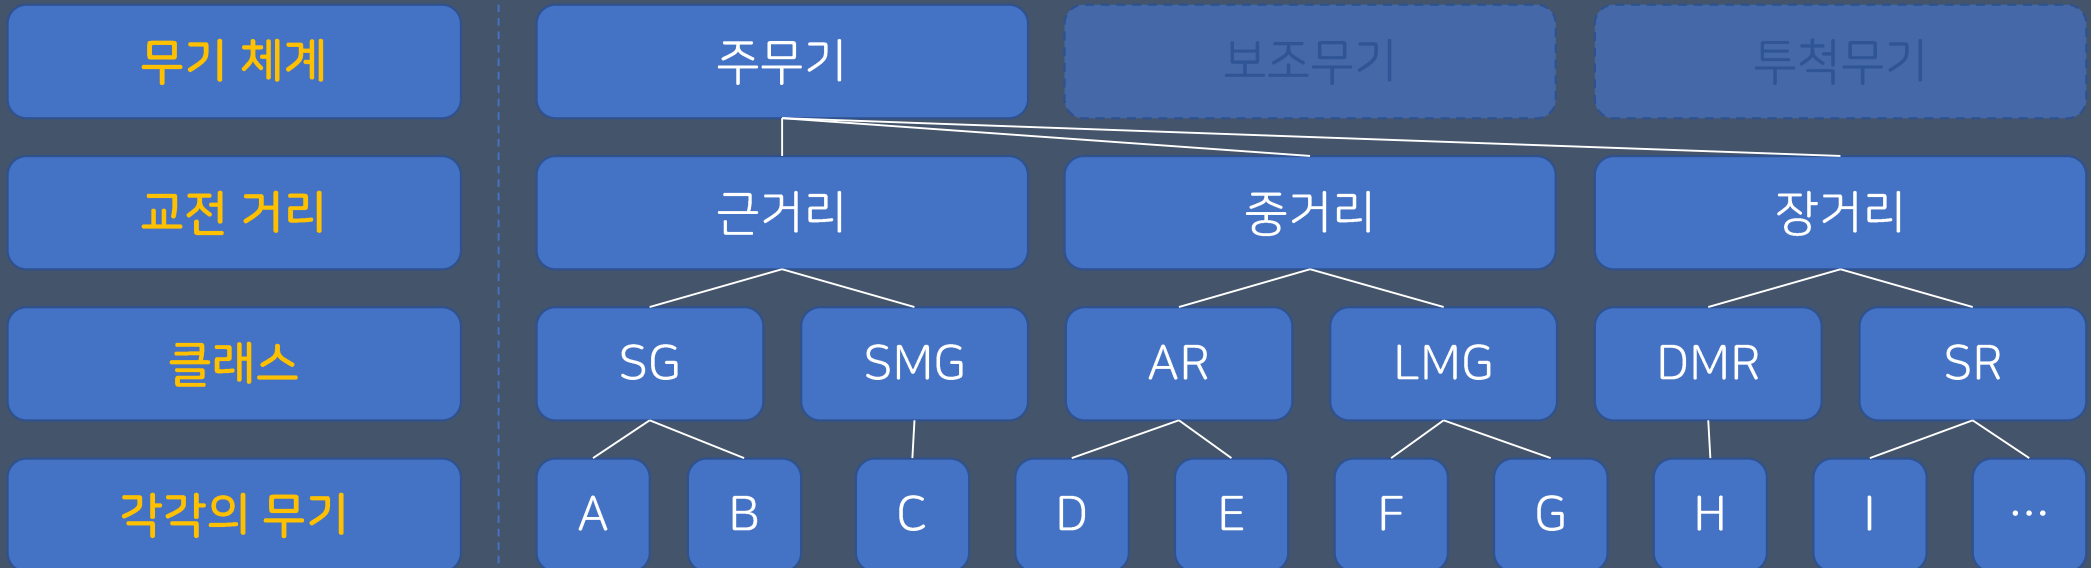 무기 체계
주무기
보조무기
투척무기
교전 거리
근거리
중거리
장거리
클래스
SG
SMG
AR
LMG
DMR
SR
각각의 무기
A
B
C
D
E
F
G
H
I
…